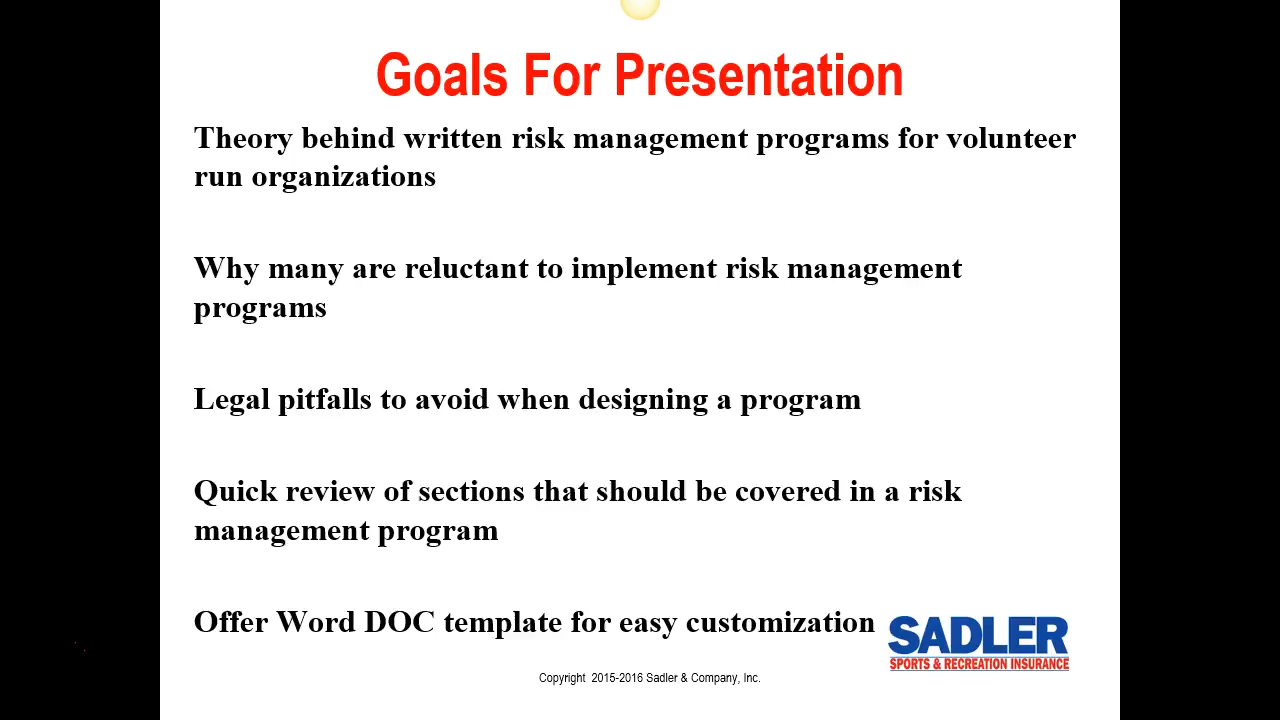 Goals For Presentation
Theory behind written risk management programs for volunteer
run organizations
Why many are reluctant to implement risk management
programs
Legal pitfalls to avoid when designing a program
Quick review of sections that should be covered in a risk
management program
Offer Word DOC template for easy customization
SADLER
SPORTS & RECREATION INSURANCE
Copyright 2015-2016 Sadler & Company, Inc.